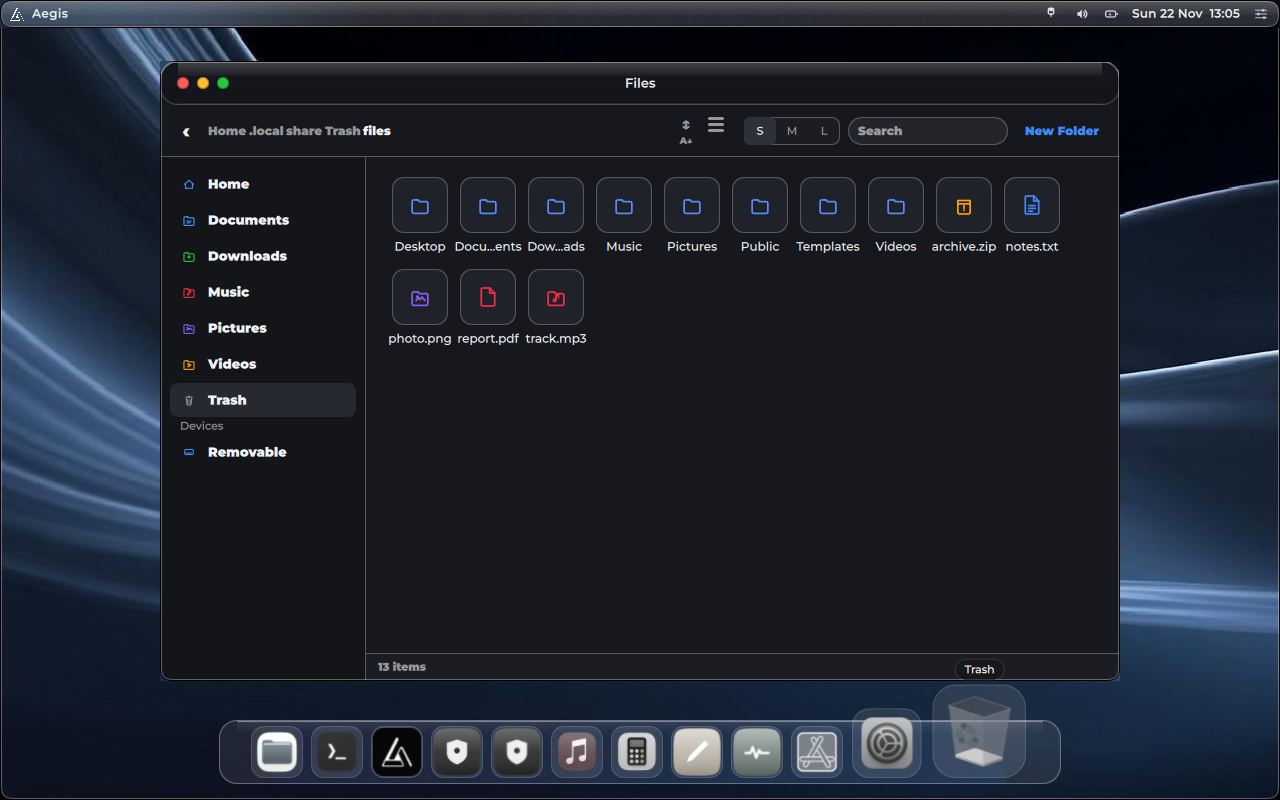 Aegis
Sun 22 Nov 13:05
Files
Home .local share Trash files
A+
S M L
Search
New Folder
Home
Documents
Downloads
Music
Pictures
Videos
Trash
Devices
Removable
Desktop Docu...ents Dow...ads Music Pictures Public Templates Videos archive.zip notes.txt
photo.png report.pdf track.mp3
13 items
Trash